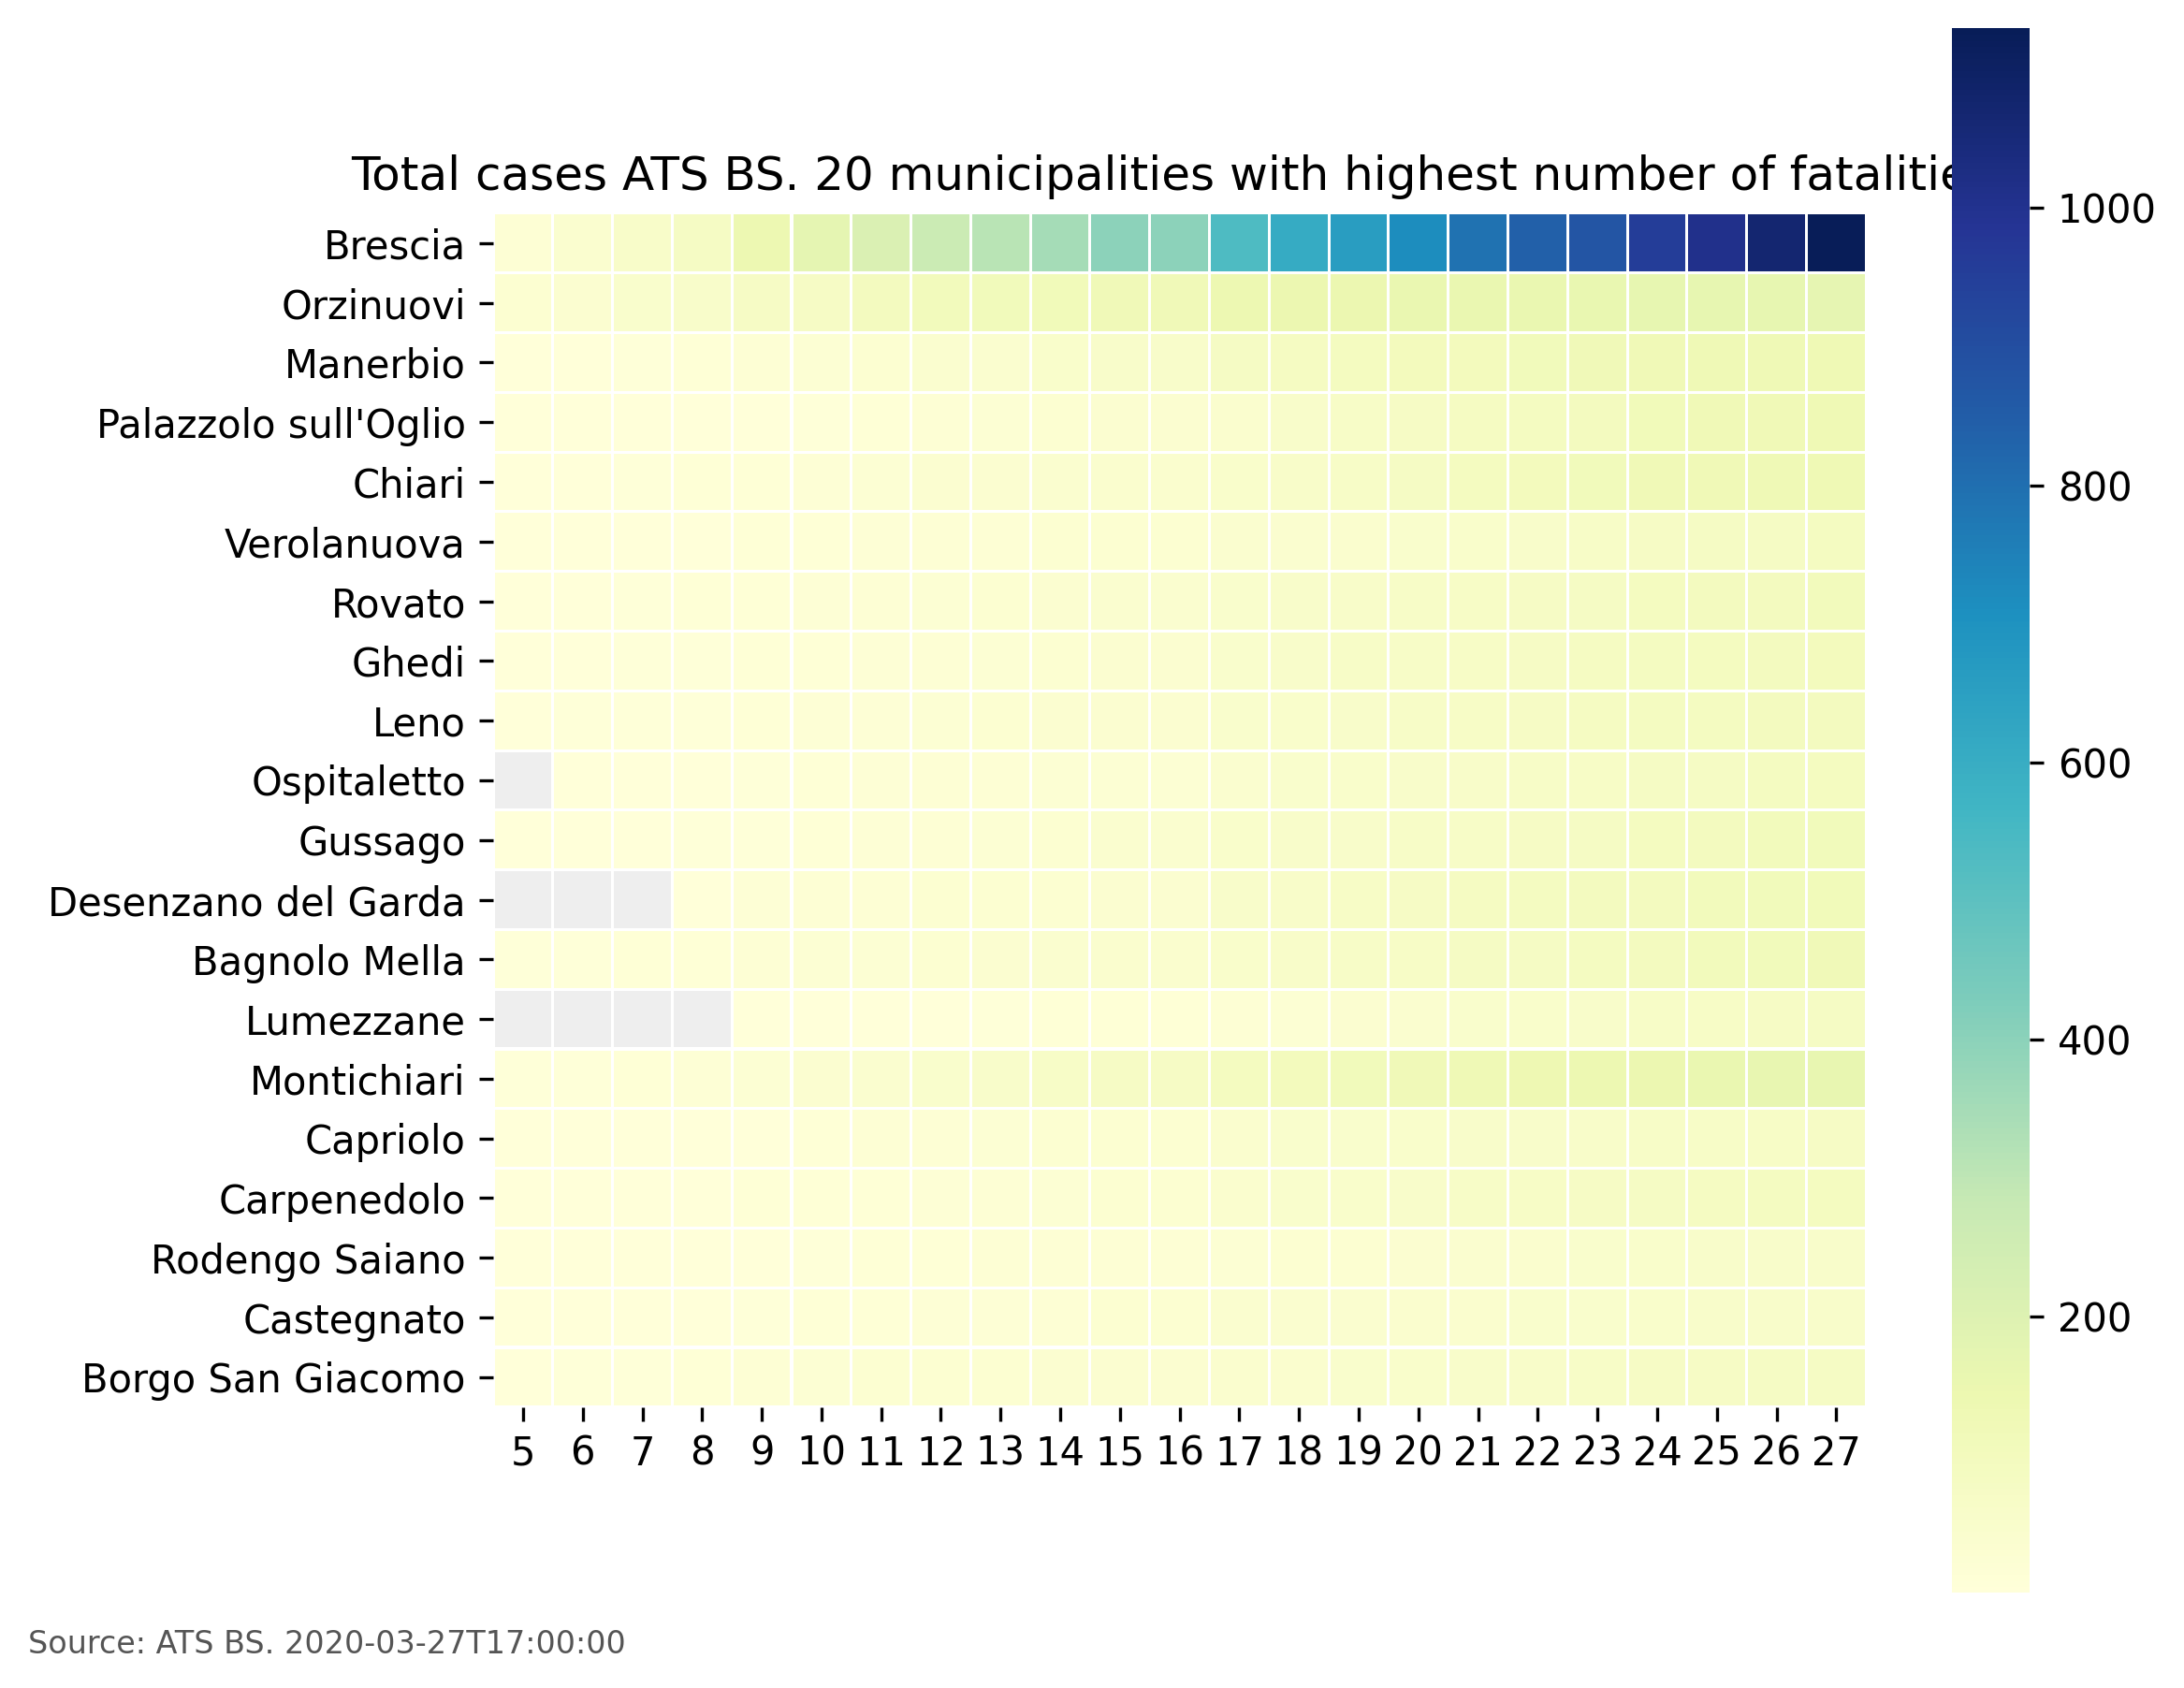 Total cases ATS BS. 20 municipalities with highest number of fatalitie
Brescia
Orzinuovi
Manerbio
Palazzolo sull'Oglio
Chiari
Verolanuova
Rovato
Ghedi
Leno
Ospitaletto
Gussago
Desenzano del Garda
Bagnolo Mella
Lumezzane
Montichiari
Capriolo
Carpenedolo
Rodengo Saiano
Castegnato
Borgo San Giacomo
5 6 7 8 9 10 11 12 13 14 15 16 17 18 19 20 21 22 23 24 25 26 27
1000
800
600
400
200
Source: ATS BS. 2020-03-27T17:00:00